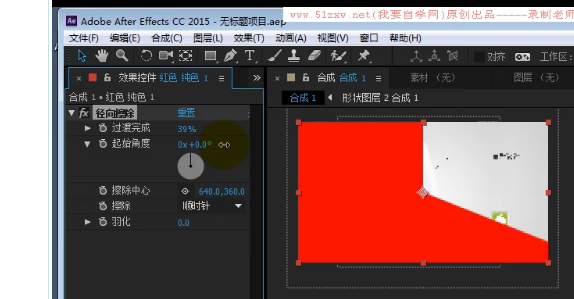 www.51zxw.net(我要自学网)原创出品-----录制老师
Adobe After Effects CC 2015 - 无标题项目.aep
文件(F) 编辑(E) 合成(C) 图层(L) 效果(T) 动画(A) 视图(V) 窗口 帮助(H)
对齐 工作区:
效果控件 红色 纯色 1
合成 合成 1
素材 （无）
图层 （无）
合成 1 • 红色 纯色 1
合成 1 形状图层 2 合成 1
fx 径向擦除 重置
过渡完成 39%
起始角度 0x+0.0°
擦除中心 640.0,360.0
擦除 顺时针
羽化 0.0